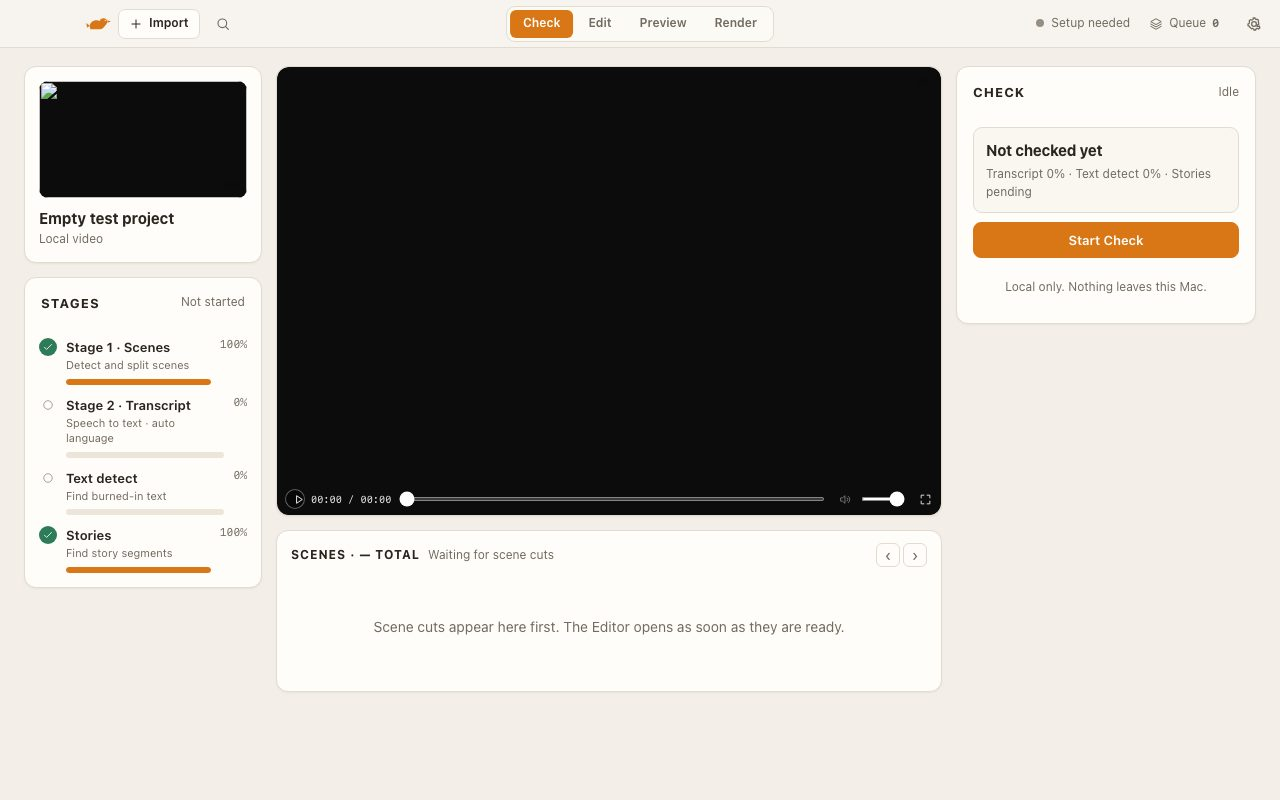 Import
Check
Edit
Preview
Render
Setup needed
Queue 0
Empty test project
Local video
STAGES
Not started
Stage 1 · Scenes
100%
Detect and split scenes
Stage 2 · Transcript
0%
Speech to text · auto
language
Text detect
0%
Find burned-in text
Stories
100%
Find story segments
00:00 / 00:00
SCENES · — TOTAL
Waiting for scene cuts
Scene cuts appear here first. The Editor opens as soon as they are ready.
CHECK
Idle
Not checked yet
Transcript 0% · Text detect 0% · Stories
pending
Start Check
Local only. Nothing leaves this Mac.